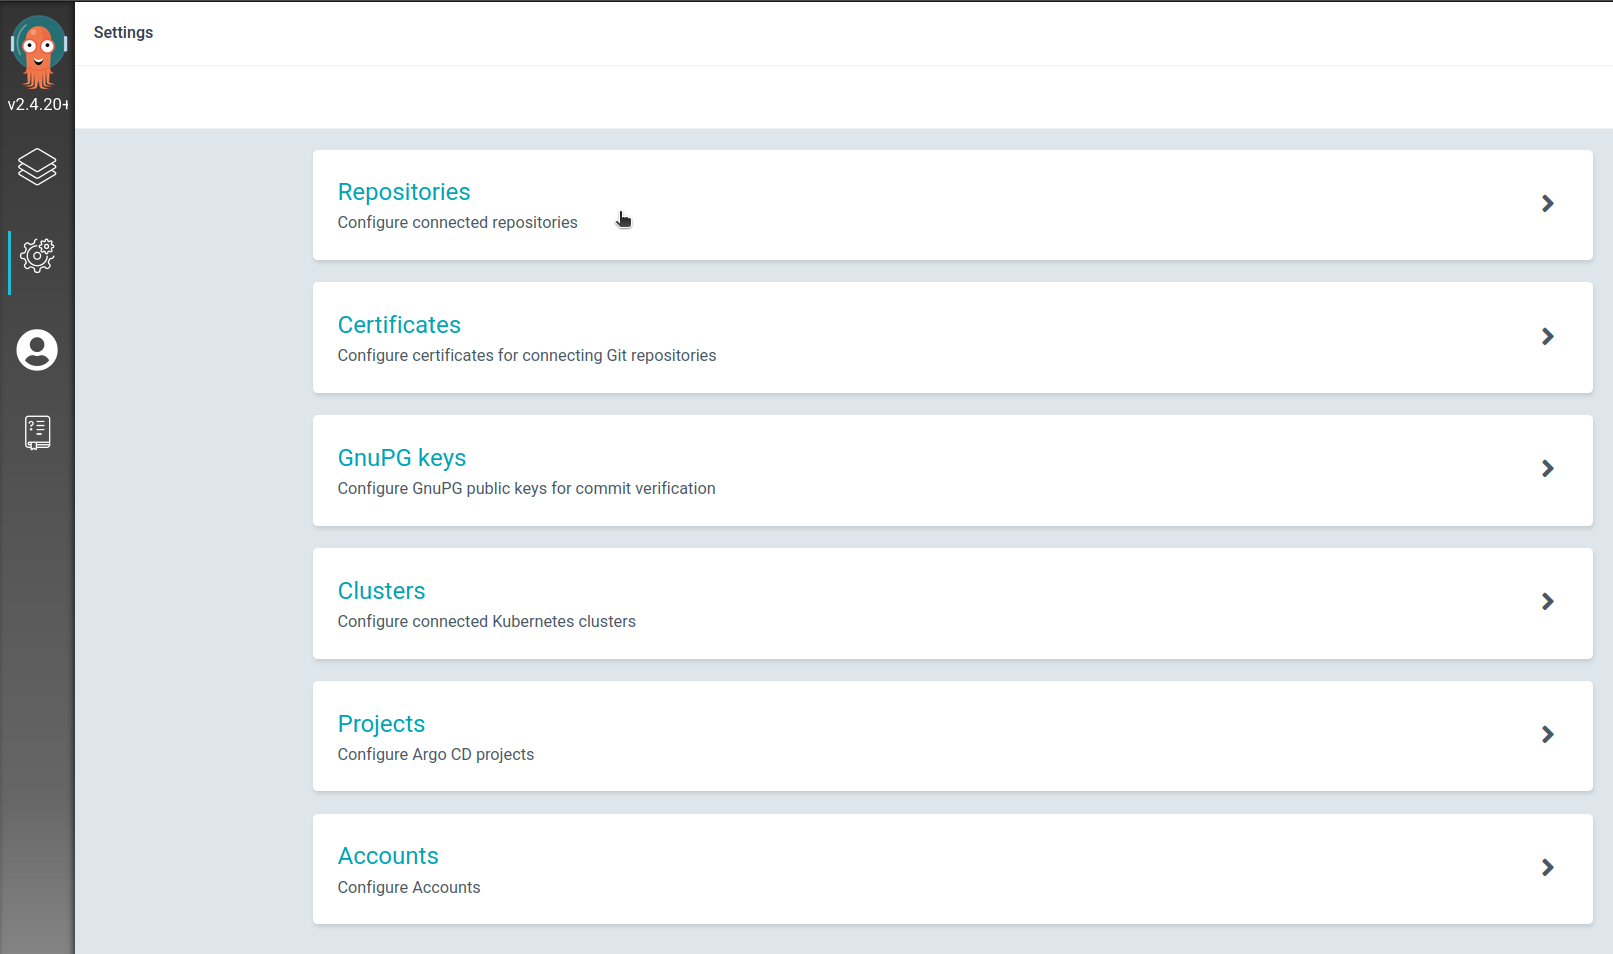 Settings
v2.4.20+
Repositories
Configure connected repositories
Certificates
Configure certificates for connecting Git repositories
GnuPG keys
Configure GnuPG public keys for commit verification
Clusters
Configure connected Kubernetes clusters
Projects
Configure Argo CD projects
Accounts
Configure Accounts